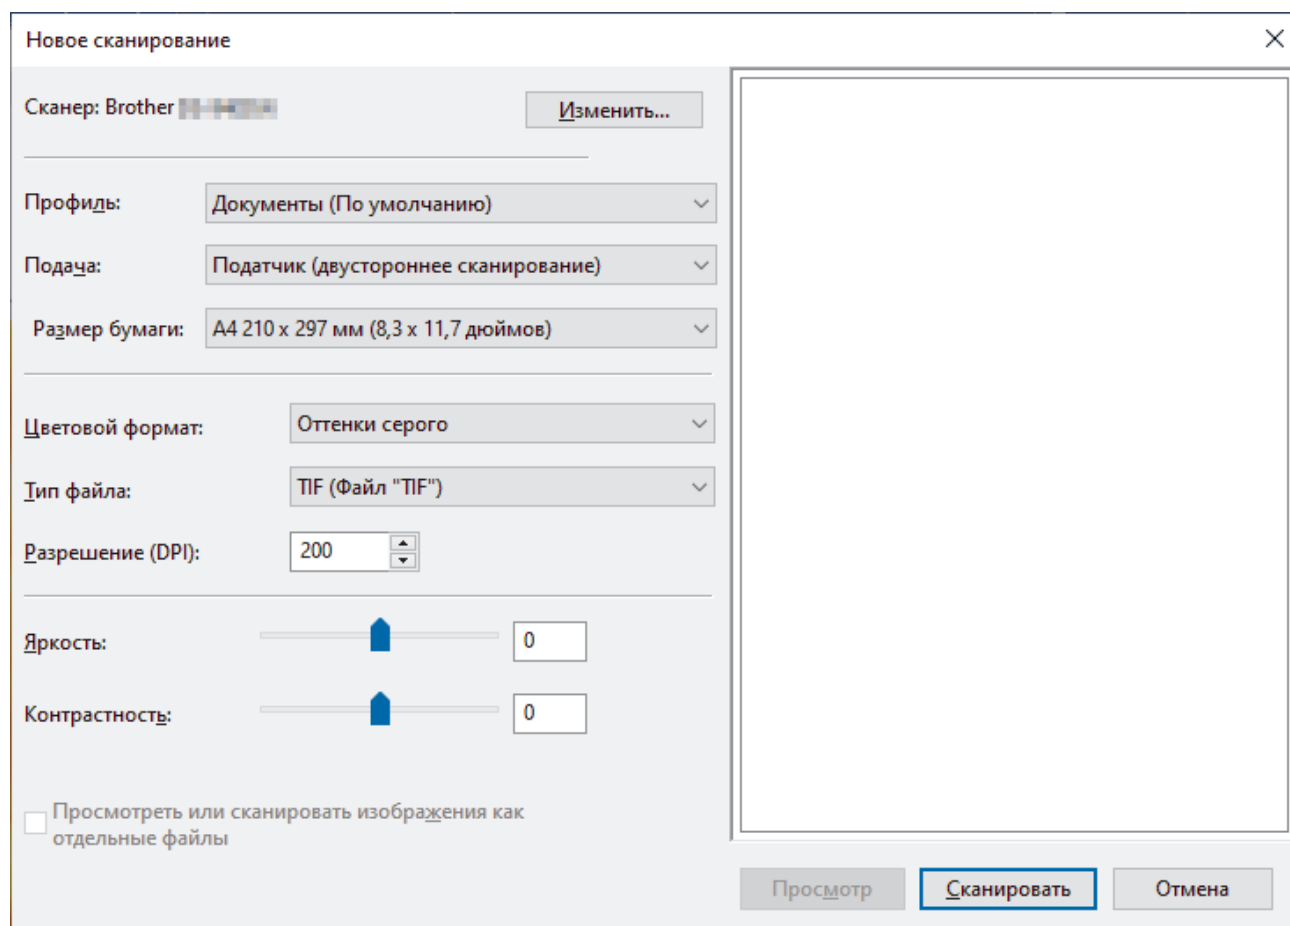 Новое сканирование
Сканер: Brother
Изменить...
Профиль:
Документы (По умолчанию)
Подача:
Податчик (двустороннее сканирование)
Размер бумаги:
A4 210 x 297 мм (8,3 x 11,7 дюймов)
Цветовой формат:
Оттенки серого
Тип файла:
TIF (Файл "TIF")
Разрешение (DPI):
200
Яркость:
0
Контрастность:
0
Просмотреть или сканировать изображения как
отдельные файлы
Просмотр
Сканировать
Отмена